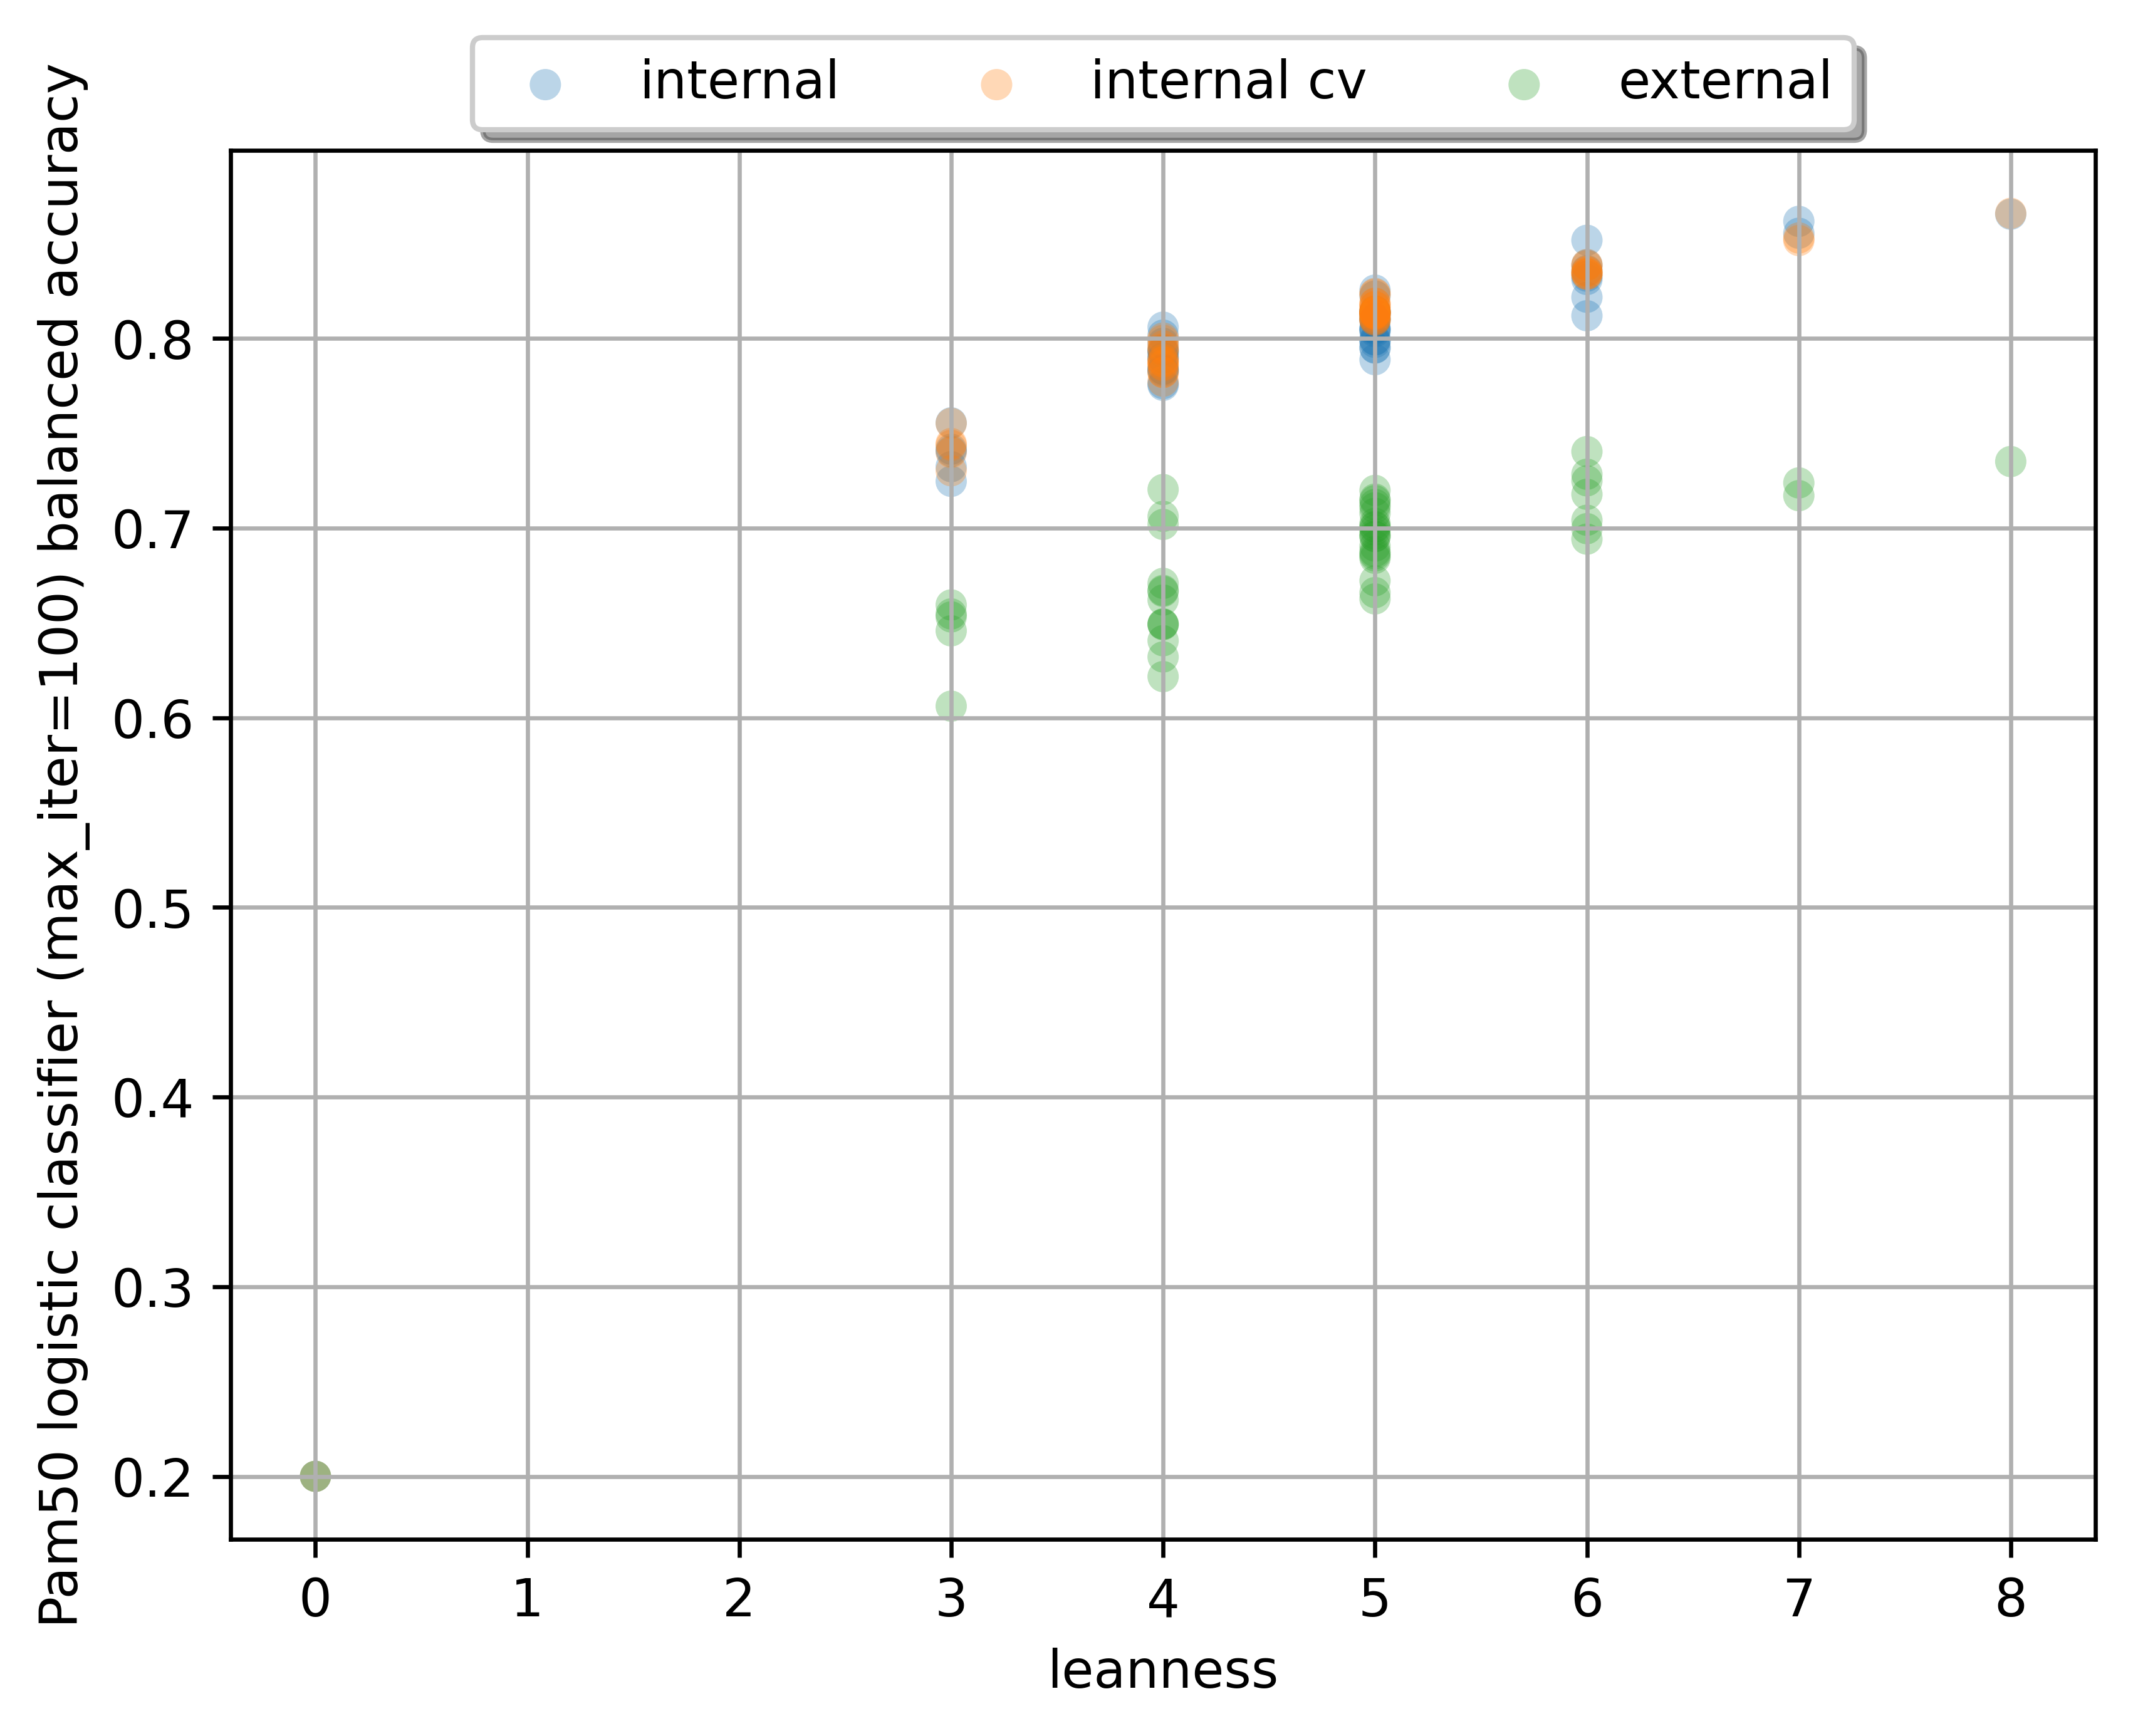 internal internal cv external
Pam50 logistic classifier (max_iter=100) balanced accuracy
0.8
0.7
0.6
0.5
0.4
0.3
0.2
0 1 2 3 4 5 6 7 8
leanness